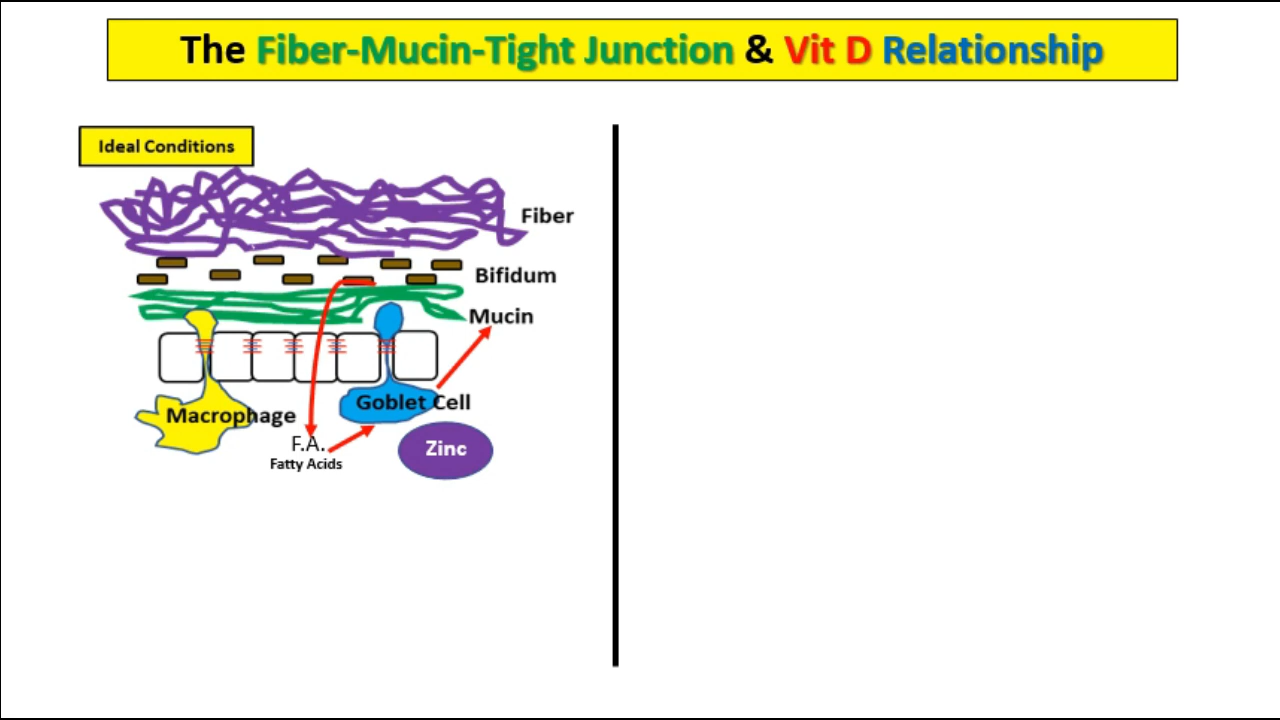 The Fiber-Mucin-Tight Junction & Vit D Relationship
Ideal Conditions
Fiber
Bifidum
Mucin
Macrophage
Goblet Cell
F.A.
Fatty Acids
Zinc